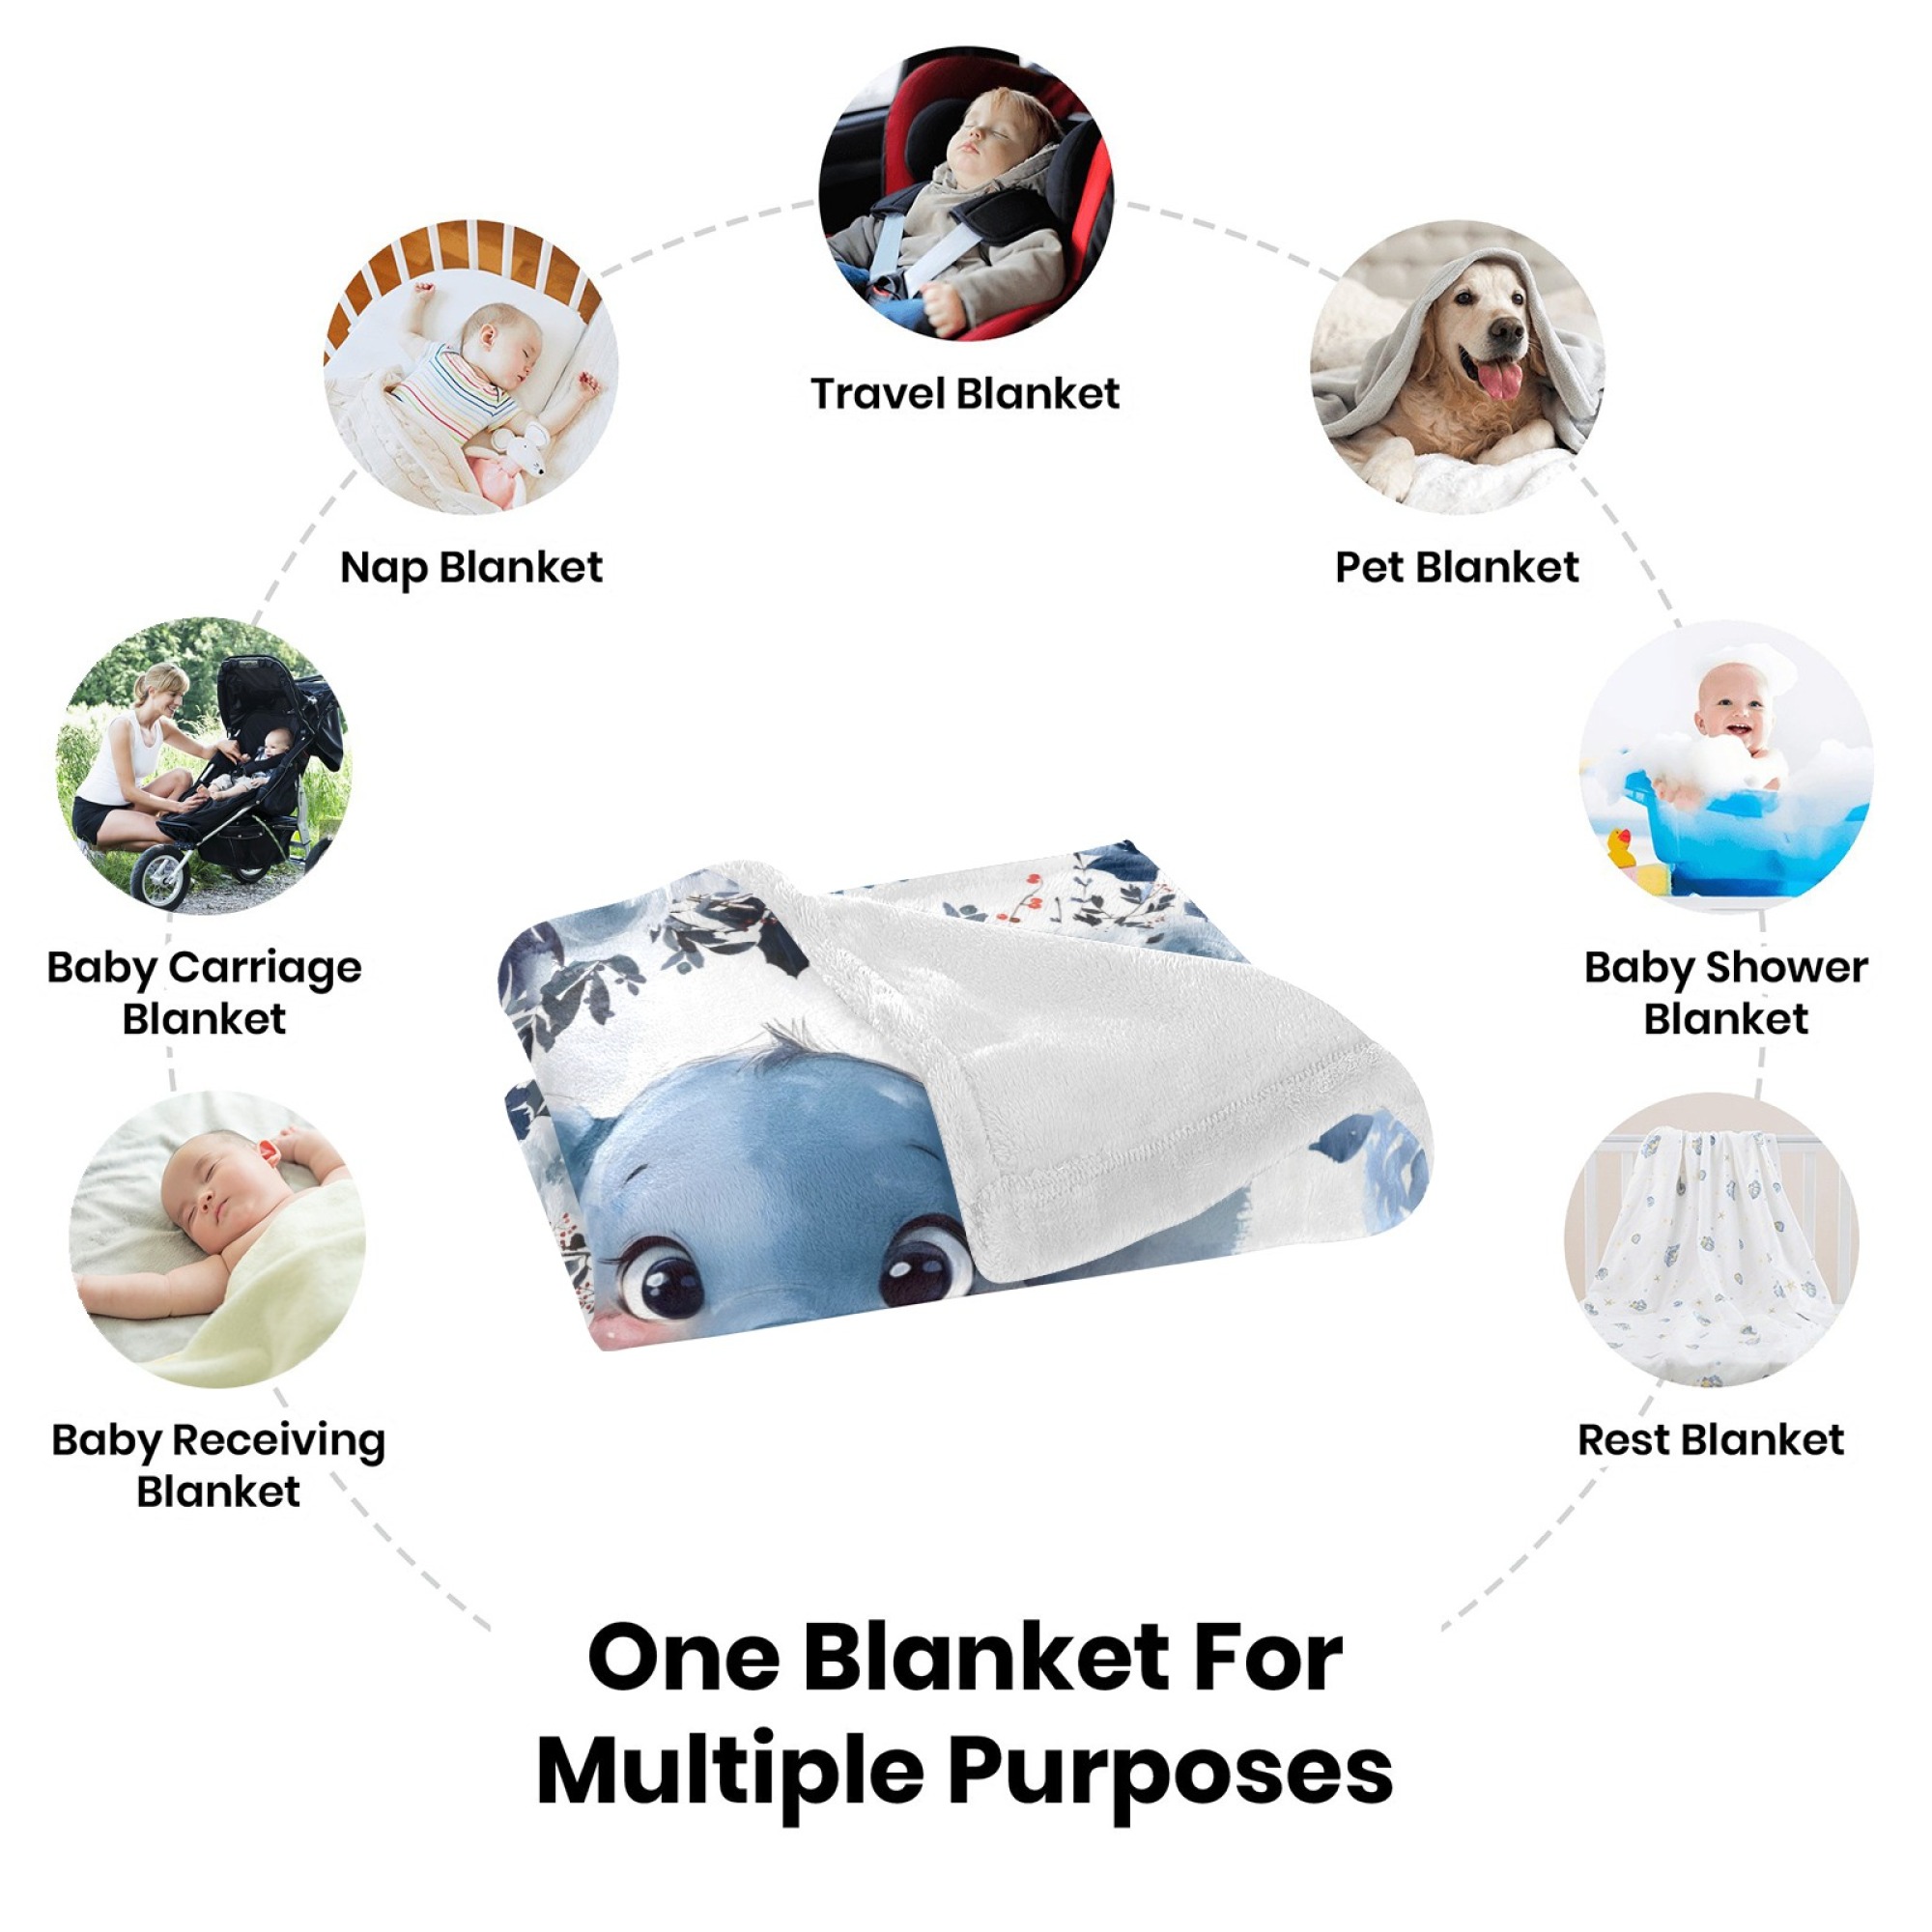 Travel Blanket
Nap Blanket
Pet Blanket
Baby Carriage
Blanket
Baby Shower
Blanket
Baby Receiving
Blanket
Rest Blanket
One Blanket For
Multiple Purposes